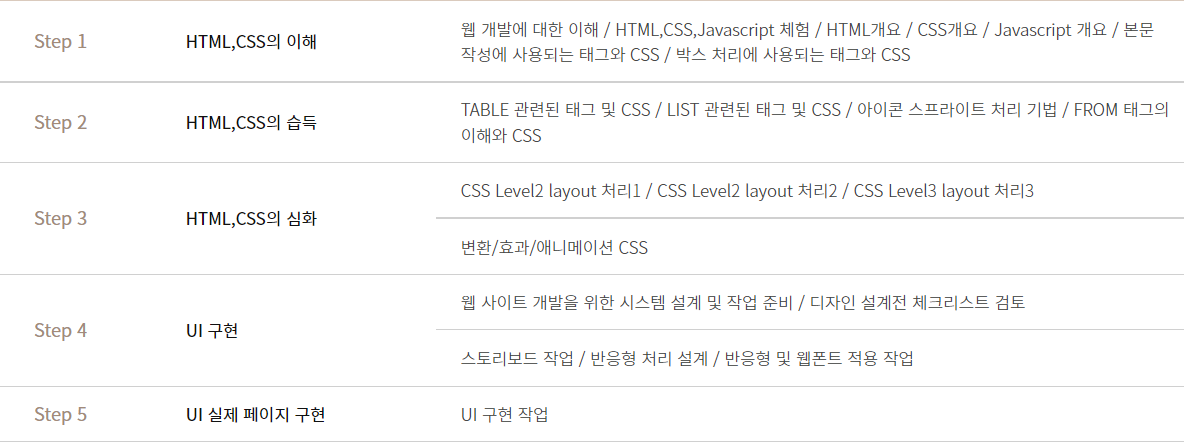 Step 1
HTML,CSS의 이해
웹 개발에 대한 이해 / HTML,CSS,Javascript 체험 / HTML개요 / CSS개요 / Javascript 개요 / 본문
작성에 사용되는 태그와 CSS / 박스 처리에 사용되는 태그와 CSS
Step 2
HTML,CSS의 습득
TABLE 관련된 태그 및 CSS / LIST 관련된 태그 및 CSS / 아이콘 스프라이트 처리 기법 / FROM 태그의
이해와 CSS
Step 3
HTML,CSS의 심화
CSS Level2 layout 처리1 / CSS Level2 layout 처리2 / CSS Level3 layout 처리3
변환/효과/애니메이션 CSS
Step 4
UI 구현
웹 사이트 개발을 위한 시스템 설계 및 작업 준비 / 디자인 설계전 체크리스트 검토
스토리보드 작업 / 반응형 처리 설계 / 반응형 및 웹폰트 적용 작업
Step 5
UI 실제 페이지 구현
UI 구현 작업